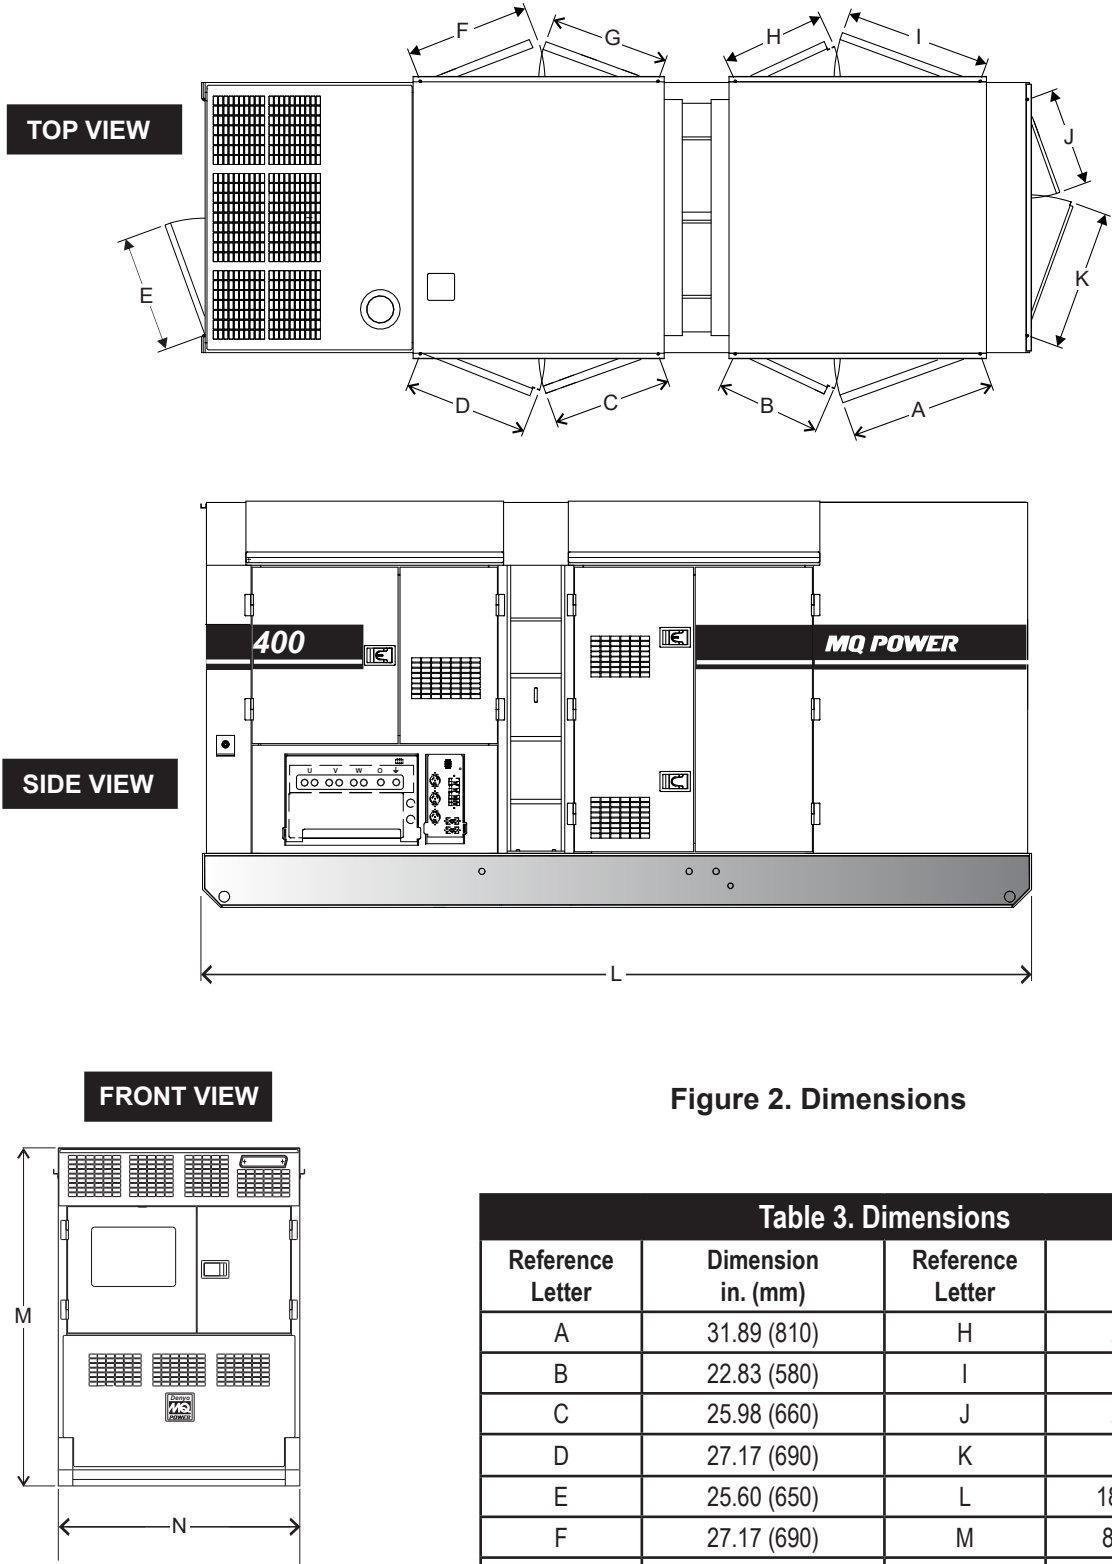 F
G
H
I
TOP VIEW
J
E
K
D
C
B
A
400
MQ POWER
U V W O
SIDE VIEW
L
FRONT VIEW
Figure 2. Dimensions
M
Denyo
MQ
POWER
N
Table 3. Dimensions
Reference Letter Dimension in. (mm) Reference Letter
A 31.89 (810) H
B 22.83 (580) I
C 25.98 (660) J
D 27.17 (690) K
E 25.60 (650) L 18
F 27.17 (690) M 8